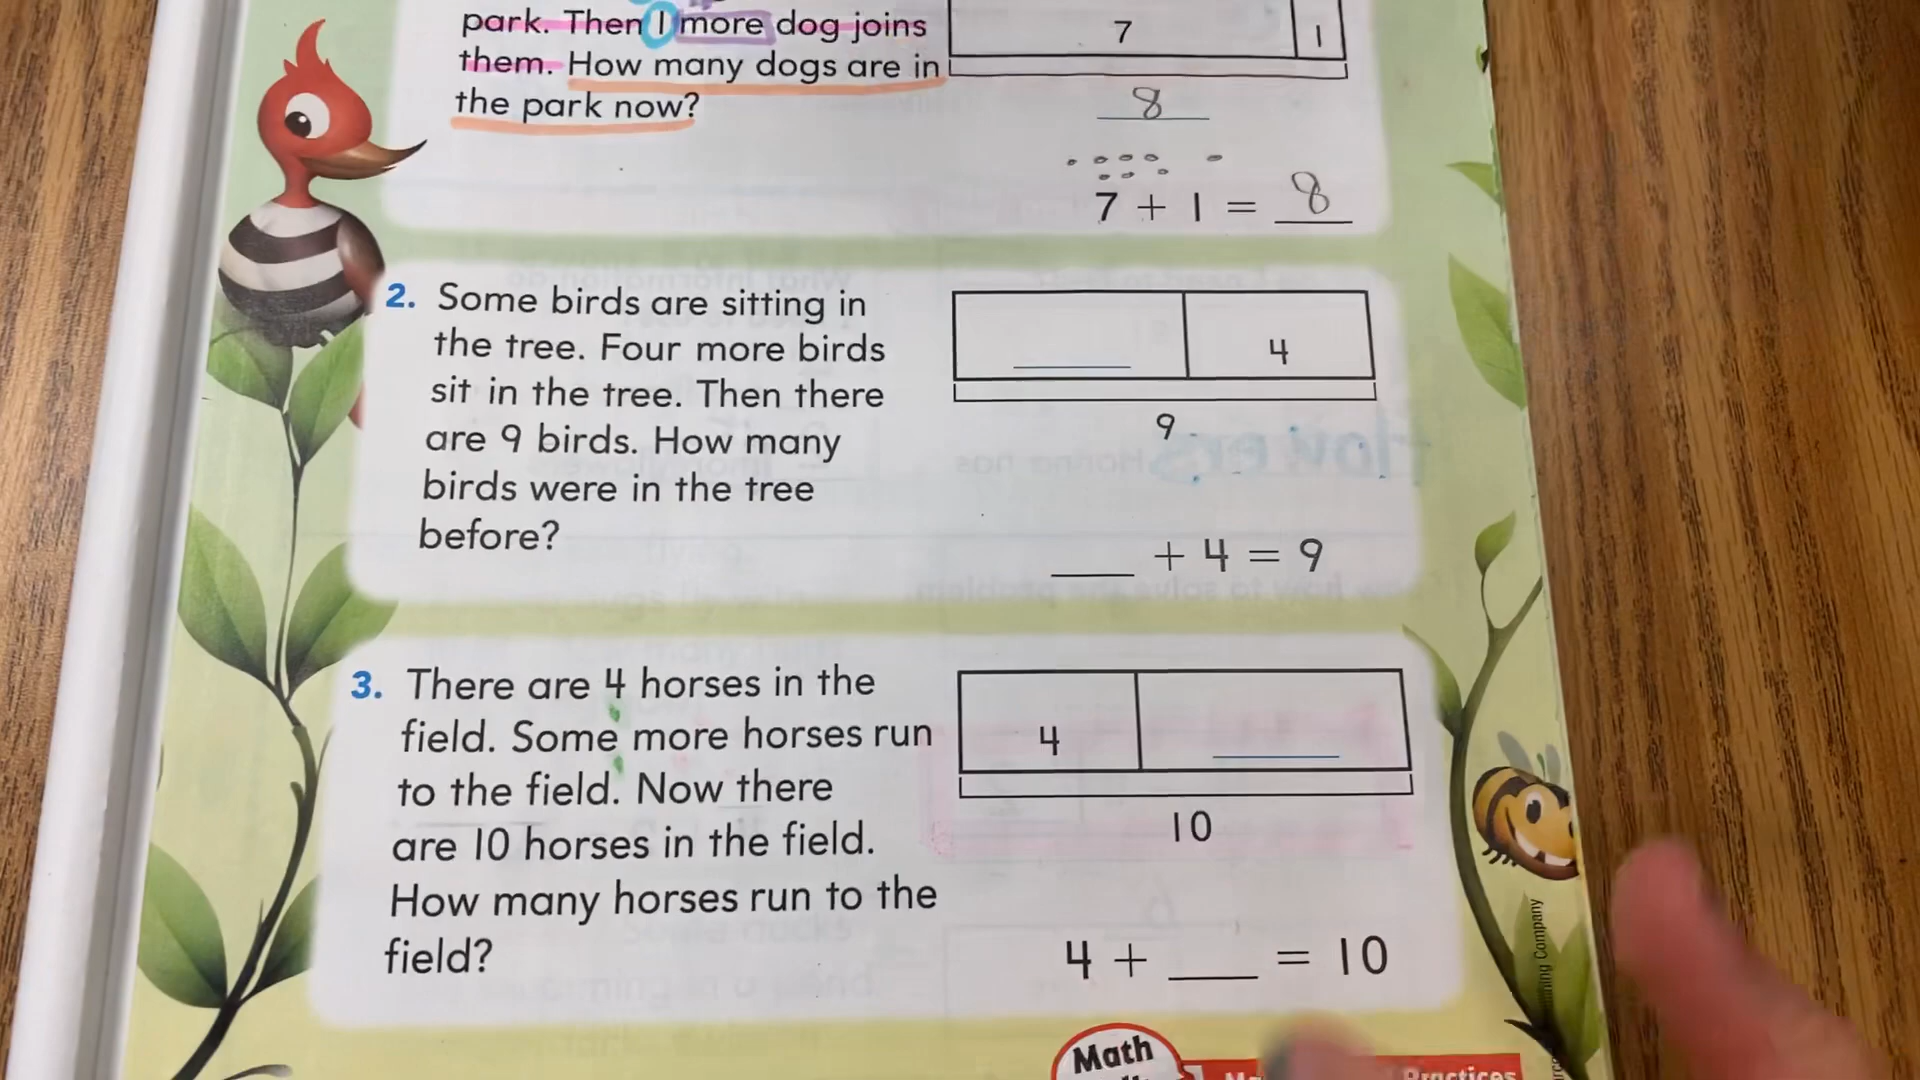 park. Then 1 more dog joins
them. How many dogs are in
the park now?
7 1
8
7 + 1 = 8
2. Some birds are sitting in
the tree. Four more birds
sit in the tree. Then there
are 9 birds. How many
birds were in the tree
before?
4
9
+ 4 = 9
3. There are 4 horses in the
field. Some more horses run
to the field. Now there
are 10 horses in the field.
How many horses run to the
field?
4
10
4 + = 10
Math
Practices
Company